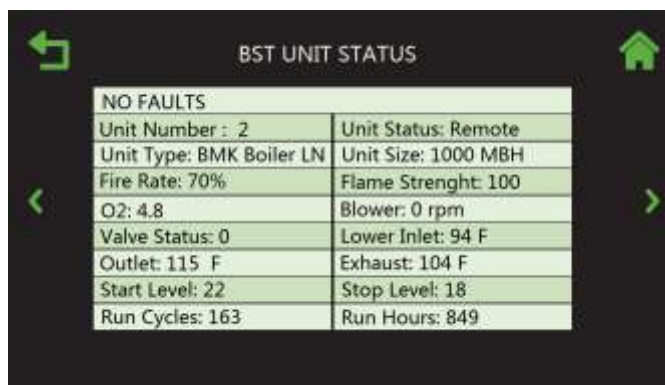 BST UNIT STATUS
NO FAULTS
Unit Number : 2 Unit Status: Remote
Unit Type: BMK Boiler LN Unit Size: 1000 MBH
Fire Rate: 70% Flame Strenght: 100
O2: 4.8 Blower: 0 rpm
Valve Status: 0 Lower Inlet: 94 F
Outlet: 115 F Exhaust: 104 F
Start Level: 22 Stop Level: 18
Run Cycles: 163 Run Hours: 849